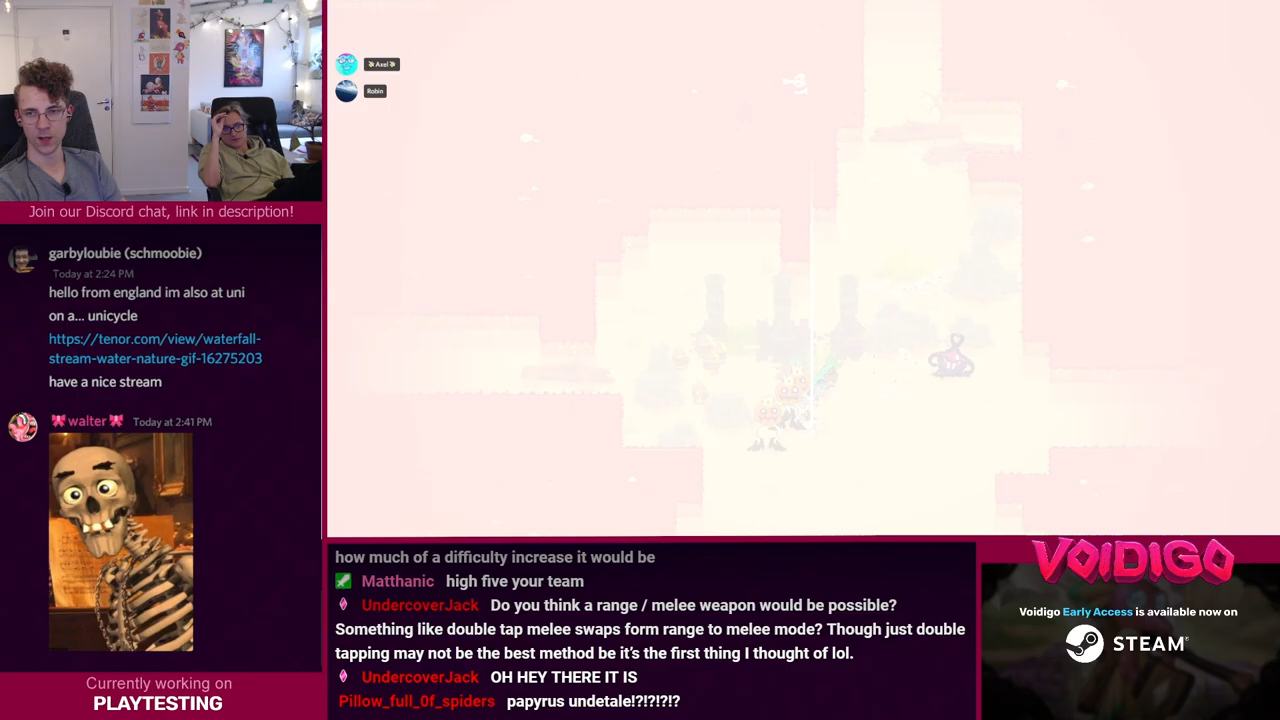 Axel
Robin
Join our Discord chat, link in description!
garbyloubie (schmoobie)
Today at 2:24 PM
hello from england im also at uni
on a... unicycle
https://tenor.com/view/waterfall-
stream-water-nature-gif-16275203
have a nice stream
walter Today at 2:41 PM
how much of a difficulty increase it would be
Matthanic high five your team
UndercoverJack Do you think a range / melee weapon would be possible?
Something like double tap melee swaps form range to melee mode? Though just double
tapping may not be the best method be it's the first thing I thought of lol.
UndercoverJack OH HEY THERE IT IS
Pillow_full_0f_spiders papyrus undetale!?!?!?!?
Currently working on
PLAYTESTING
VOIDIGO
Voidigo Early Access is available now on
STEAM